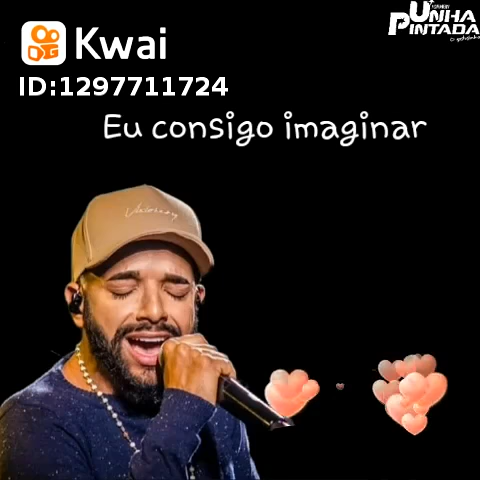 Kwai
UNHA
PINTADA
ID:1297711724
Eu consigo imaginar